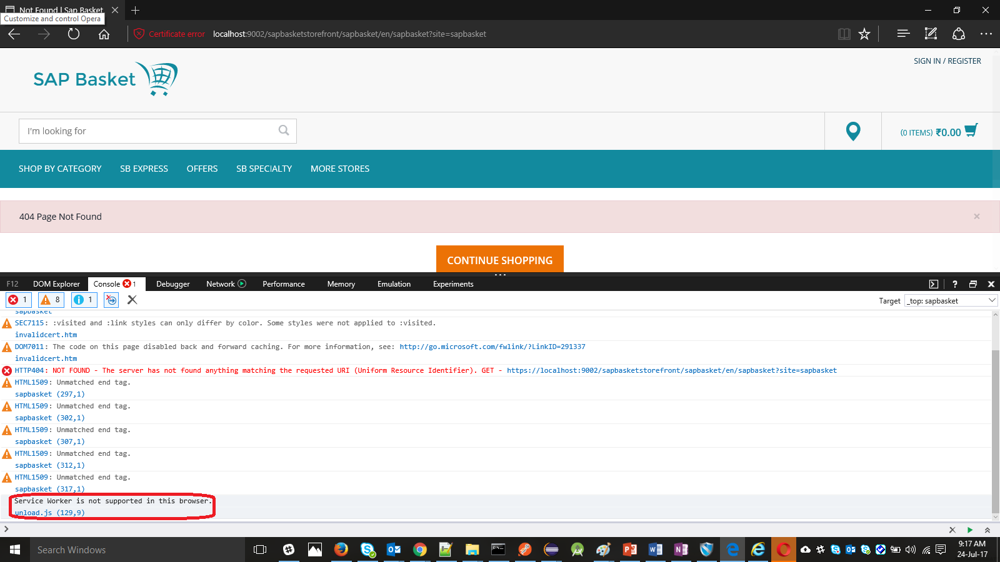 Not Found | Sap Basket
Customize and control Opera
Certificate error
localhost:9002/sapbasketstorefront/sapbasket/en/sapbasket?site=sapbasket
SIGN IN / REGISTER
SAP Basket
I'm looking for
(0 ITEMS) ₹0.00
SHOP BY CATEGORY SB EXPRESS OFFERS SB SPECIALTY MORE STORES
404 Page Not Found ×
CONTINUE SHOPPING
F12 DOM Explorer Console 1 Debugger Network Performance Memory Emulation Experiments ?
1 8 1
Target _top: sapbasket
sapbasket
SEC7115: :visited and :link styles can only differ by color. Some styles were not applied to :visited.
invalidcert.htm
DOM7011: The code on this page disabled back and forward caching. For more information, see: http://go.microsoft.com/fwlink/?LinkID=291337
invalidcert.htm
HTTP404: NOT FOUND - The server has not found anything matching the requested URI (Uniform Resource Identifier). GET - https://localhost:9002/sapbasketstorefront/sapbasket/en/sapbasket?site=sapbasket
HTML1509: Unmatched end tag.
sapbasket (297,1)
HTML1509: Unmatched end tag.
sapbasket (302,1)
HTML1509: Unmatched end tag.
sapbasket (307,1)
HTML1509: Unmatched end tag.
sapbasket (312,1)
HTML1509: Unmatched end tag.
sapbasket (317,1)
Service Worker is not supported in this browser.
unload.js (129,9)
Search Windows
9:17 AM
24-Jul-17